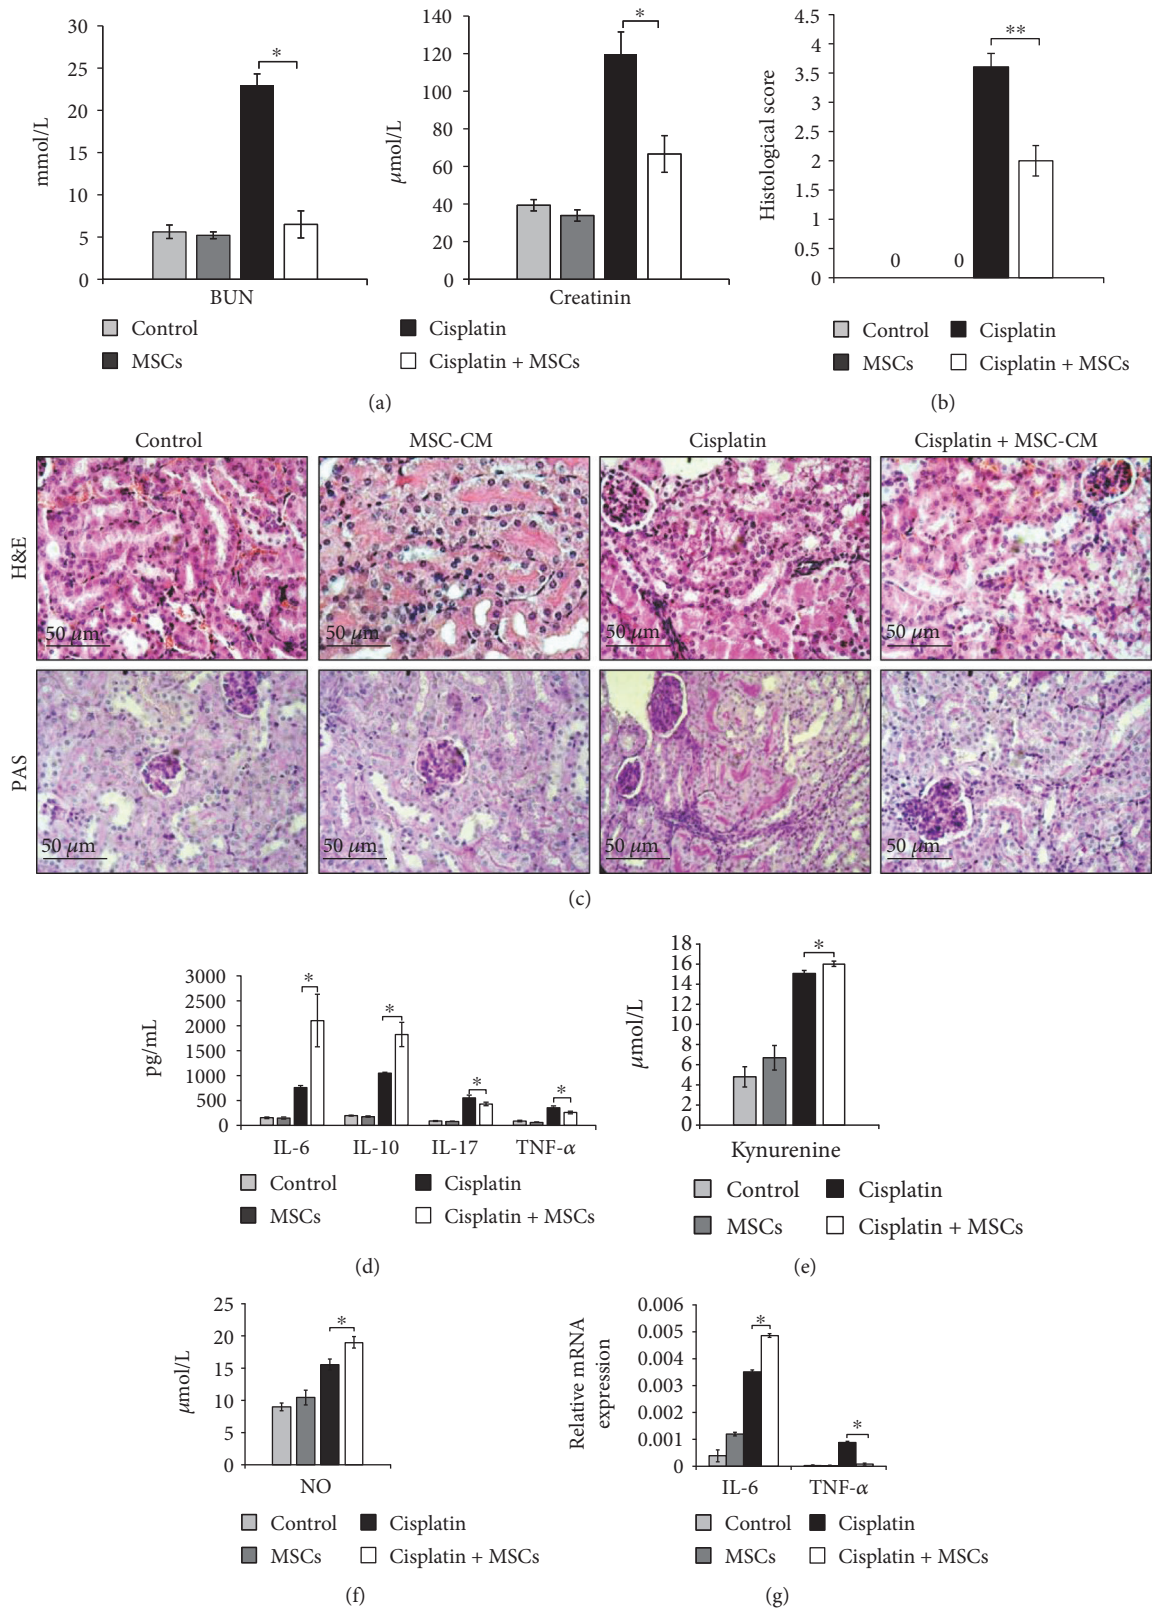 30
25
20
15
10
5
0
mmol/L
*
BUN
140
120
100
80
60
40
20
0
µmol/L
*
Creatinin
Control
MSCs
Cisplatin
Cisplatin + MSCs
(a)
4.5
4
3.5
3
2.5
2
1.5
1
0.5
0
Histological score
0
0
**
Control
MSCs
Cisplatin
Cisplatin + MSCs
(b)
Control
MSC-CM
Cisplatin
Cisplatin + MSC-CM
H&E
50 µm
50 µm
50 µm
50 µm
PAS
50 µm
50 µm
50 µm
50 µm
(c)
3000
2500
2000
1500
1000
500
0
pg/mL
*
*
*
*
IL-6
IL-10
IL-17
TNF-α
Control
MSCs
Cisplatin
Cisplatin + MSCs
(d)
18
16
14
12
10
8
6
4
2
0
µmol/L
*
Kynurenine
Control
MSCs
Cisplatin
Cisplatin + MSCs
(e)
25
20
15
10
5
0
µmol/L
*
NO
Control
MSCs
Cisplatin
Cisplatin + MSCs
(f)
0.006
0.005
0.004
0.003
0.002
0.001
0
Relative mRNA
expression
*
*
IL-6
TNF-α
Control
MSCs
Cisplatin
Cisplatin + MSCs
(g)